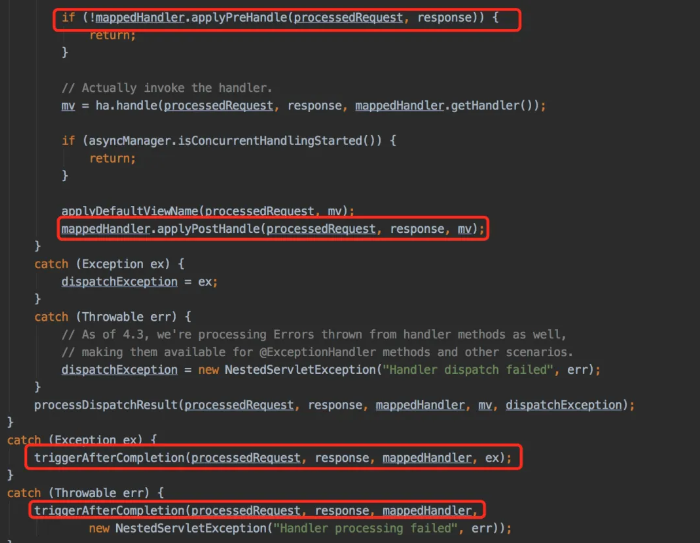 if (!mappedHandler.applyPreHandle(processedRequest, response)) {
return;
}
// Actually invoke the handler.
mv = ha.handle(processedRequest, response, mappedHandler.getHandler());
if (asyncManager.isConcurrentHandlingStarted()) {
return;
}
applyDefaultViewName(processedRequest, mv);
mappedHandler.applyPostHandle(processedRequest, response, mv);
}
catch (Exception ex) {
dispatchException = ex;
}
catch (Throwable err) {
// As of 4.3, we're processing Errors thrown from handler methods as well,
// making them available for @ExceptionHandler methods and other scenarios.
dispatchException = new NestedServletException("Handler dispatch failed", err);
}
processDispatchResult(processedRequest, response, mappedHandler, mv, dispatchException);
}
catch (Exception ex) {
triggerAfterCompletion(processedRequest, response, mappedHandler, ex);
}
catch (Throwable err) {
triggerAfterCompletion(processedRequest, response, mappedHandler,
new NestedServletException("Handler processing failed", err));